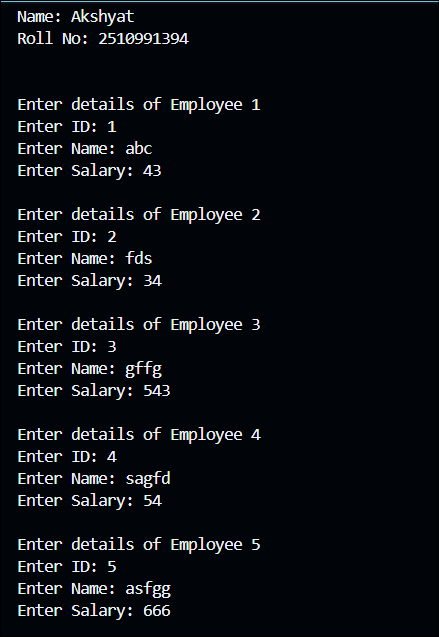 Name: Akshyat
Roll No: 2510991394
Enter details of Employee 1
Enter ID: 1
Enter Name: abc
Enter Salary: 43
Enter details of Employee 2
Enter ID: 2
Enter Name: fds
Enter Salary: 34
Enter details of Employee 3
Enter ID: 3
Enter Name: gffg
Enter Salary: 543
Enter details of Employee 4
Enter ID: 4
Enter Name: sagfd
Enter Salary: 54
Enter details of Employee 5
Enter ID: 5
Enter Name: asfgg
Enter Salary: 666